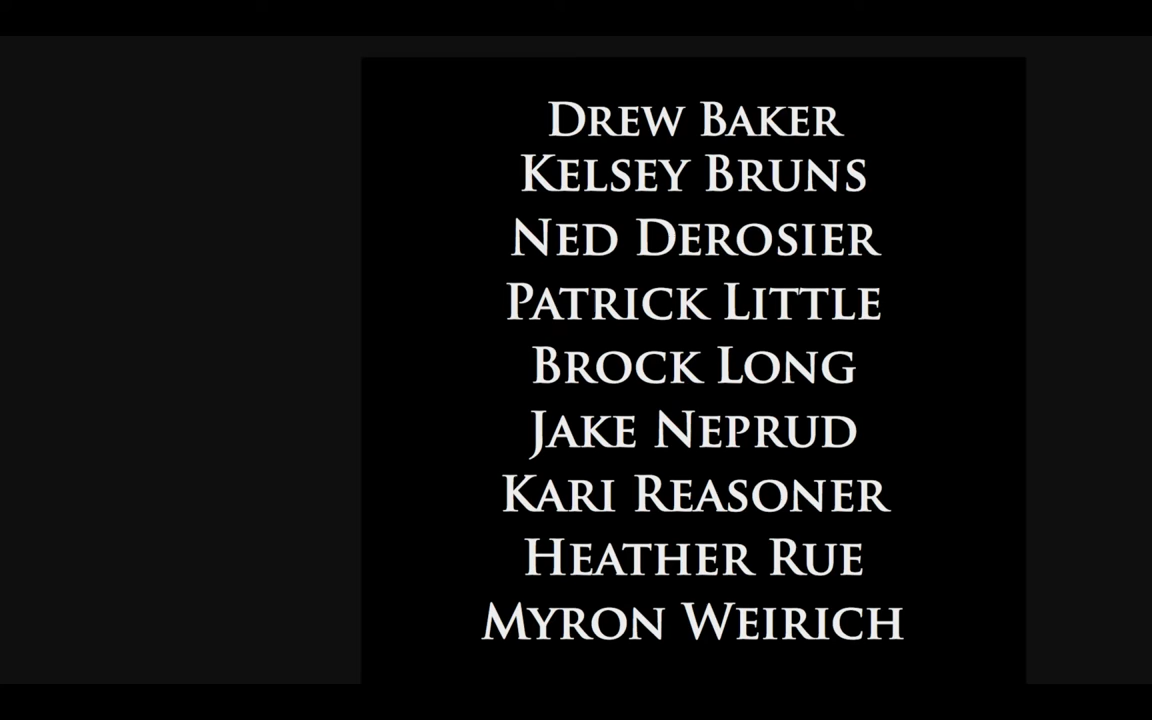 Drew Baker
Kelsey Bruns
Ned Derosier
Patrick Little
Brock Long
Jake Neprud
Kari Reasoner
Heather Rue
Myron Weirich